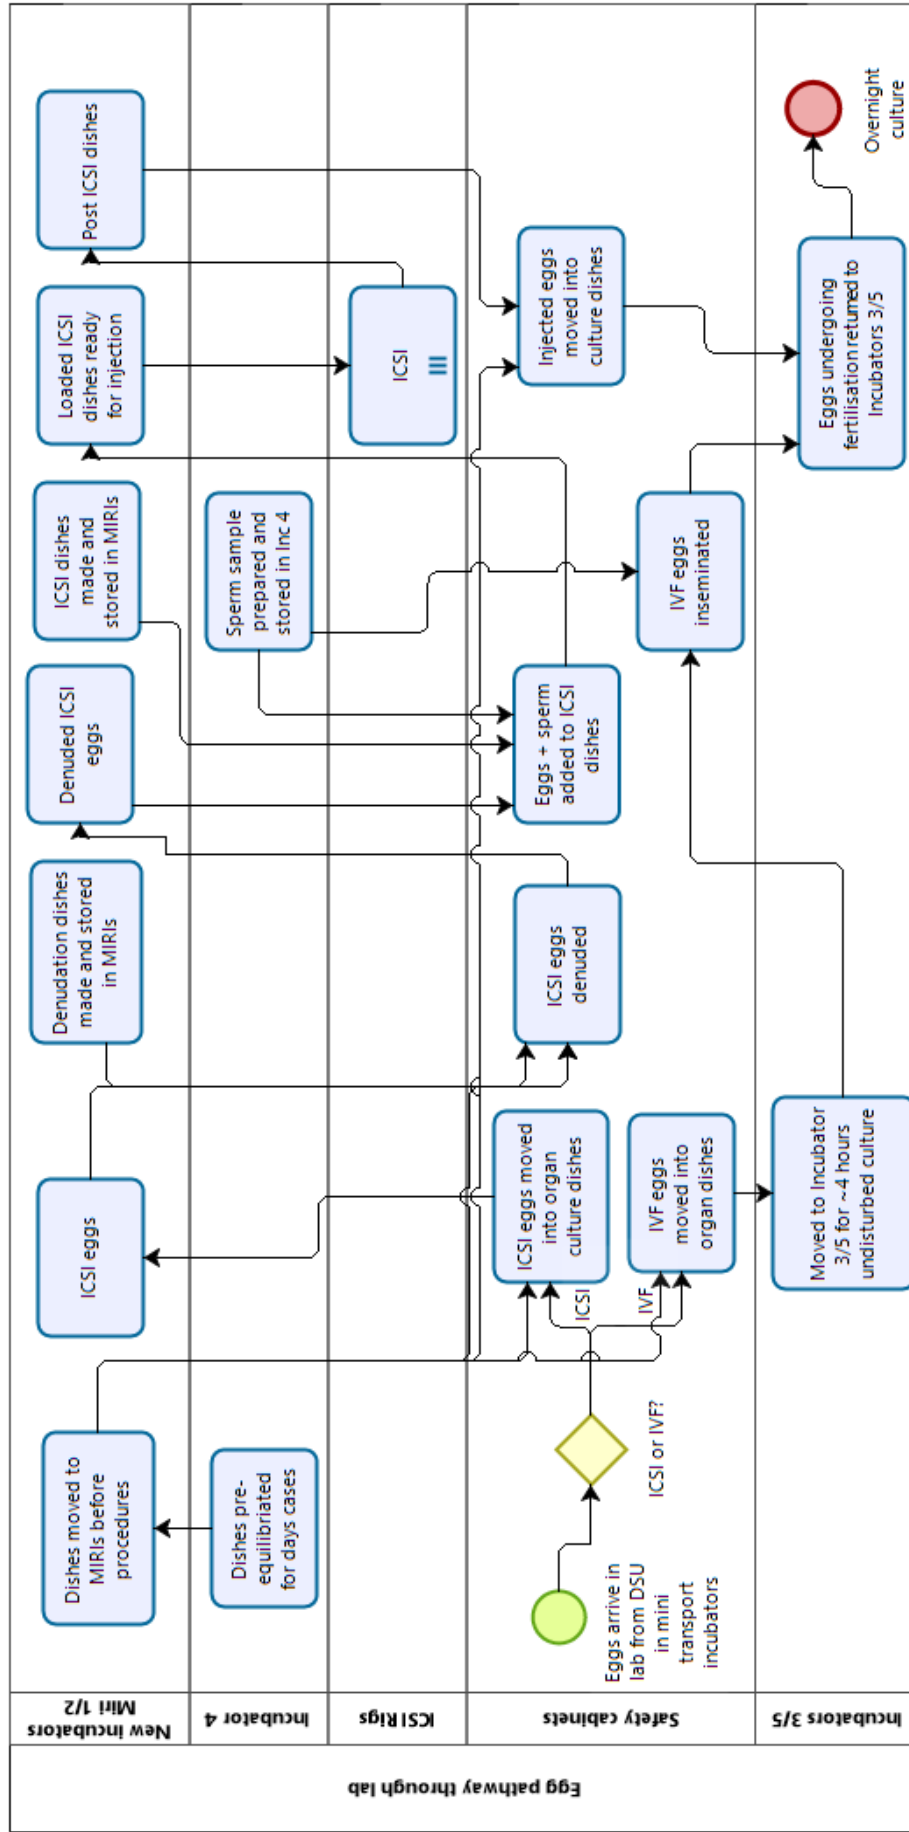 Egg pathway through lab
New incubators
Miri 1/2
Dishes moved to
MIRIs before
procedures
ICSI eggs
Denudation dishes
made and stored
in MIRIs
Denuded ICSI
eggs
ICSI dishes
made and
stored in MIRIs
Loaded ICSI
dishes ready
for injection
Post ICSI dishes
Incubator 4
Dishes pre-
equilibriated
for days cases
Sperm sample
prepared and
stored in Inc 4
ICSI Rigs
ICSI
Safety cabinets
Eggs arrive in
lab from DSU
in mini
transport
incubators
ICSI or IVF?
ICSI
IVF
ICSI eggs moved
into organ
culture dishes
IVF eggs
moved into
organ dishes
ICSI eggs
denuded
Eggs + sperm
added to ICSI
dishes
IVF eggs
inseminated
Injected eggs
moved into
culture dishes
Incubators 3/5
Moved to Incubator
3/5 for ~4 hours
undisturbed culture
Eggs undergoing
fertilisation returned to
Incubators 3/5
Overnight
culture